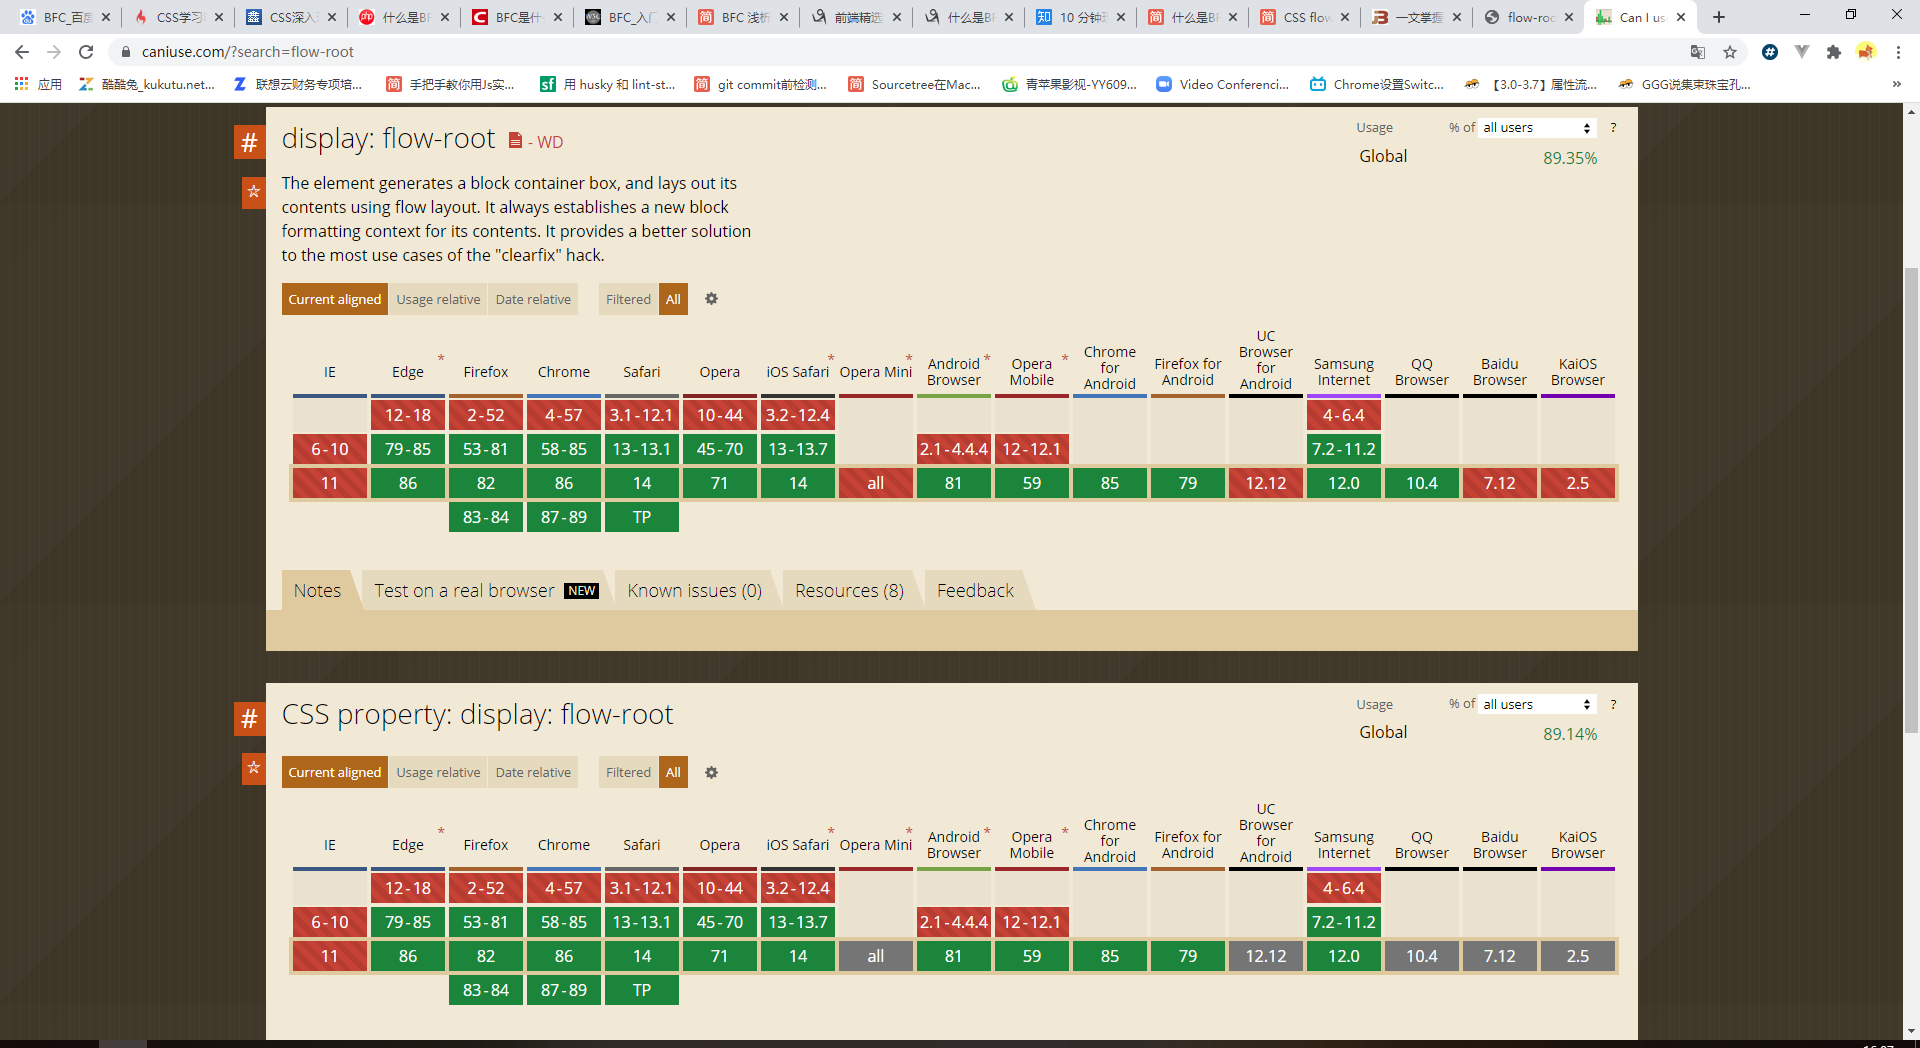 BFC_百度
CSS学习
CSS深入
什么是BF
BFC是什
BFC_入门
BFC 浅析
前端精选
什么是BF
10 分钟
什么是BF
CSS flow
一文掌握
flow-roo
Can I us
caniuse.com/?search=flow-root
应用
酷酷兔_kukutu.net...
联想云财务专项培...
手把手教你用Js实...
用 husky 和 lint-st...
git commit前检测...
Sourcetree在Mac...
青苹果影视-YY609...
Video Conferenci...
Chrome设置Switc...
【3.0-3.7】属性流...
GGG说集束珠宝孔...
# display: flow-root - WD
Usage % of all users ?
Global 89.35%
The element generates a block container box, and lays out its
contents using flow layout. It always establishes a new block
formatting context for its contents. It provides a better solution
to the most use cases of the "clearfix" hack.
Current aligned Usage relative Date relative Filtered All
IE Edge * Firefox Chrome Safari Opera iOS Safari * Opera Mini * Android Browser * Opera Mobile * Chrome for Android Firefox for Android UC Browser for Android Samsung Internet QQ Browser Baidu Browser KaiOS Browser
12-18 2-52 4-57 3.1-12.1 10-44 3.2-12.4 4-6.4
6-10 79-85 53-81 58-85 13-13.1 45-70 13-13.7 2.1-4.4.4 12-12.1 7.2-11.2
11 86 82 86 14 71 14 all 81 59 85 79 12.12 12.0 10.4 7.12 2.5
83-84 87-89 TP
Notes Test on a real browser NEW Known issues (0) Resources (8) Feedback
# CSS property: display: flow-root
Usage % of all users ?
Global 89.14%
Current aligned Usage relative Date relative Filtered All
IE Edge * Firefox Chrome Safari Opera iOS Safari * Opera Mini * Android Browser * Opera Mobile * Chrome for Android Firefox for Android UC Browser for Android Samsung Internet QQ Browser Baidu Browser KaiOS Browser
12-18 2-52 4-57 3.1-12.1 10-44 3.2-12.4 4-6.4
6-10 79-85 53-81 58-85 13-13.1 45-70 13-13.7 2.1-4.4.4 12-12.1 7.2-11.2
11 86 82 86 14 71 14 all 81 59 85 79 12.12 12.0 10.4 7.12 2.5
83-84 87-89 TP